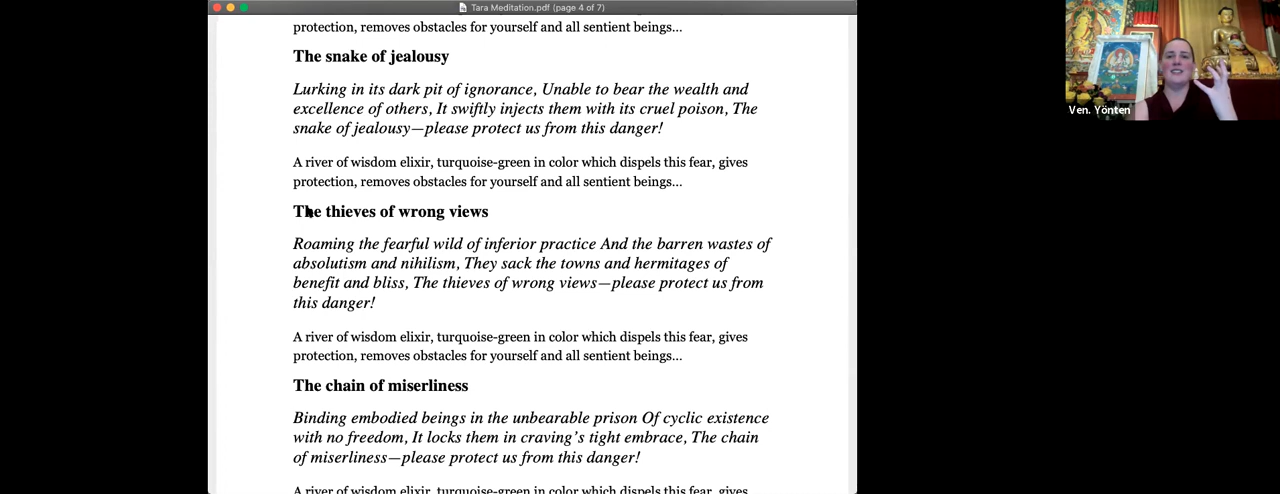 Tara Meditation.pdf (page 4 of 7)
protection, removes obstacles for yourself and all sentient beings...
The snake of jealousy
Lurking in its dark pit of ignorance, Unable to bear the wealth and
excellence of others, It swiftly injects them with its cruel poison, The
snake of jealousy—please protect us from this danger!
A river of wisdom elixir, turquoise-green in color which dispels this fear, gives
protection, removes obstacles for yourself and all sentient beings...
The thieves of wrong views
Roaming the fearful wild of inferior practice And the barren wastes of
absolutism and nihilism, They sack the towns and hermitages of
benefit and bliss, The thieves of wrong views—please protect us from
this danger!
A river of wisdom elixir, turquoise-green in color which dispels this fear, gives
protection, removes obstacles for yourself and all sentient beings...
The chain of miserliness
Binding embodied beings in the unbearable prison Of cyclic existence
with no freedom, It locks them in craving's tight embrace, The chain
of miserliness—please protect us from this danger!
A river of wisdom elixir, turquoise-green in color which dispels this fear, gives
Ven. Yönten